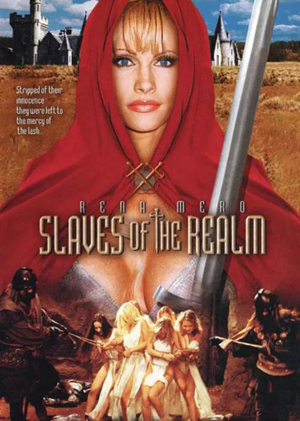 Stripped of their
innocence
they were left to
the mercy of
the lash.
RENA MERO
SLAVES OF THE REALM